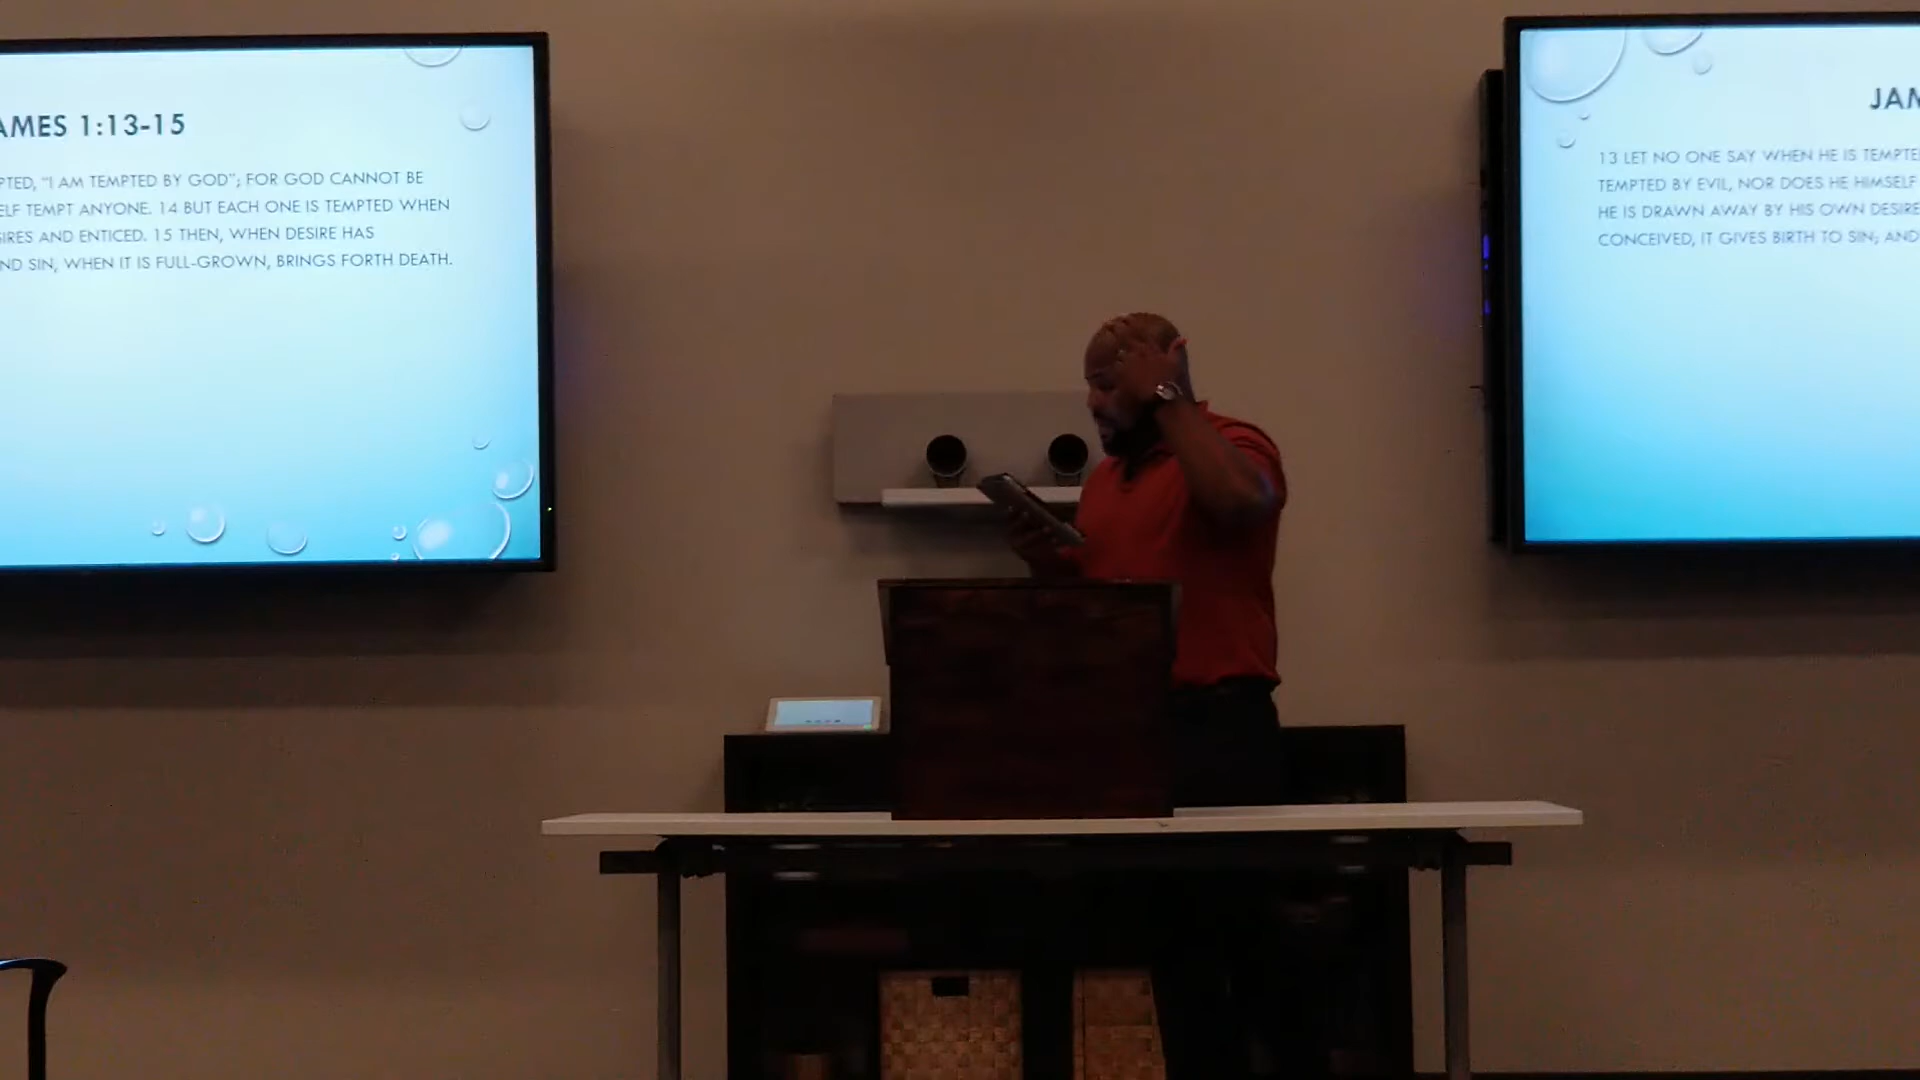 AMES 1:13-15
PTED, “I AM TEMPTED BY GOD”; FOR GOD CANNOT BE
ELF TEMPT ANYONE. 14 BUT EACH ONE IS TEMPTED WHEN
SIRES AND ENTICED. 15 THEN, WHEN DESIRE HAS
ND SIN, WHEN IT IS FULL-GROWN, BRINGS FORTH DEATH.
JAM
13 LET NO ONE SAY WHEN HE IS TEMPTE
TEMPTED BY EVIL, NOR DOES HE HIMSELF
HE IS DRAWN AWAY BY HIS OWN DESIRE
CONCEIVED, IT GIVES BIRTH TO SIN; AND